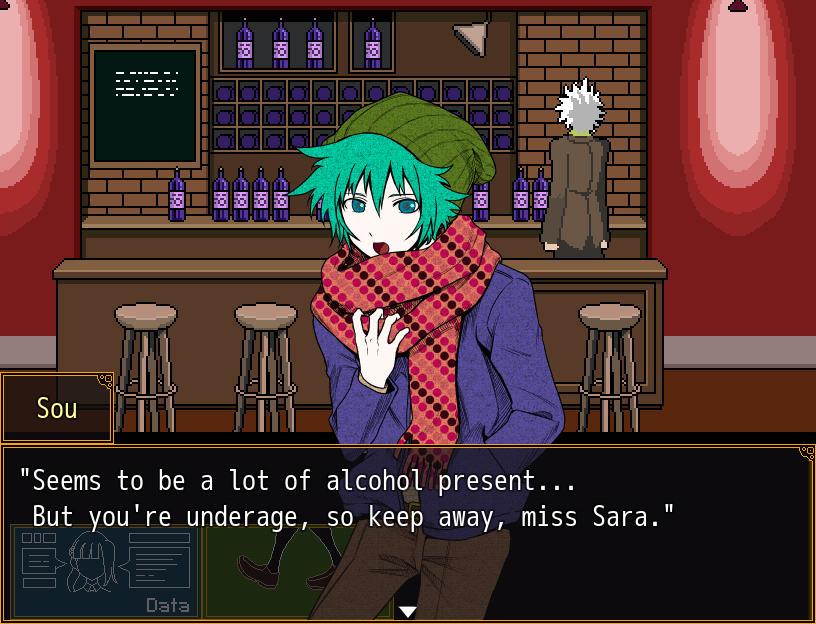 Sou
"Seems to be a lot of alcohol present...
But you're underage, so keep away, miss Sara."
Data